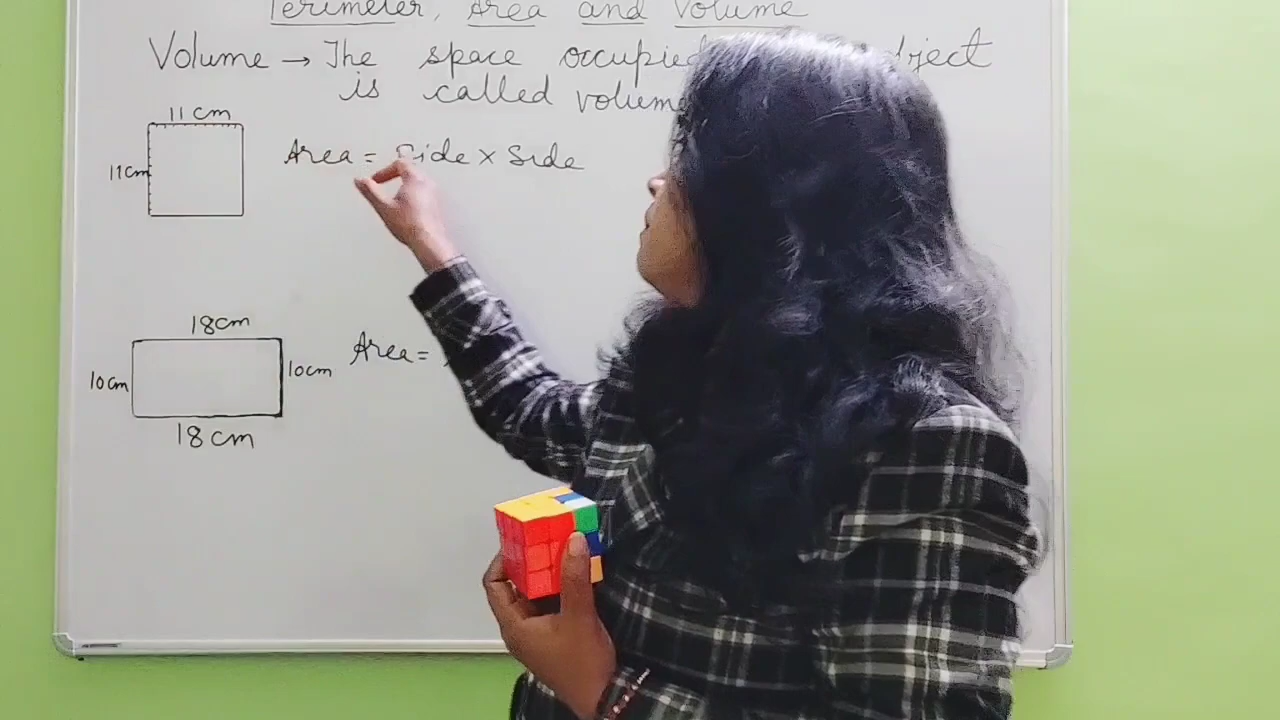 Perimeter, Area and Volume
Volume → The space occupied
is called volume
11 cm
11cm
Area = Side x Side
18cm
10cm
10cm
Area =
18 cm